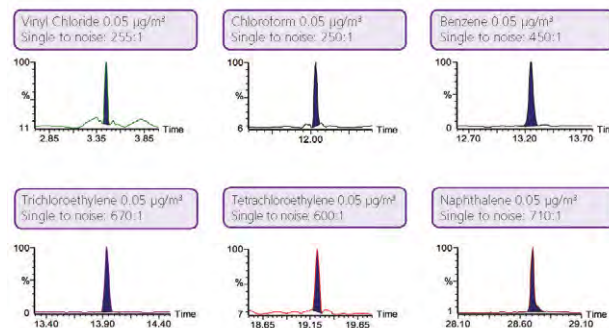 Vinyl Chloride 0.05 µg/m³
Single to noise: 255:1
Chloroform 0.05 µg/m³
Single to noise: 250:1
Benzene 0.05 µg/m³
Single to noise: 450:1
100
%
11
2.85 3.35 3.85 Time
100
%
6
12.00 Time
100
%
0
12.70 13.20 13.70 Time
Trichloroethylene 0.05 µg/m³
Single to noise: 670:1
Tetrachloroethylene 0.05 µg/m³
Single to noise: 600:1
Naphthalene 0.05 µg/m³
Single to noise: 710:1
100
%
0
13.40 13.90 14.40 Time
100
%
7
18.65 19.15 19.65 Time
100
%
1
28.10 28.60 29.10 Time